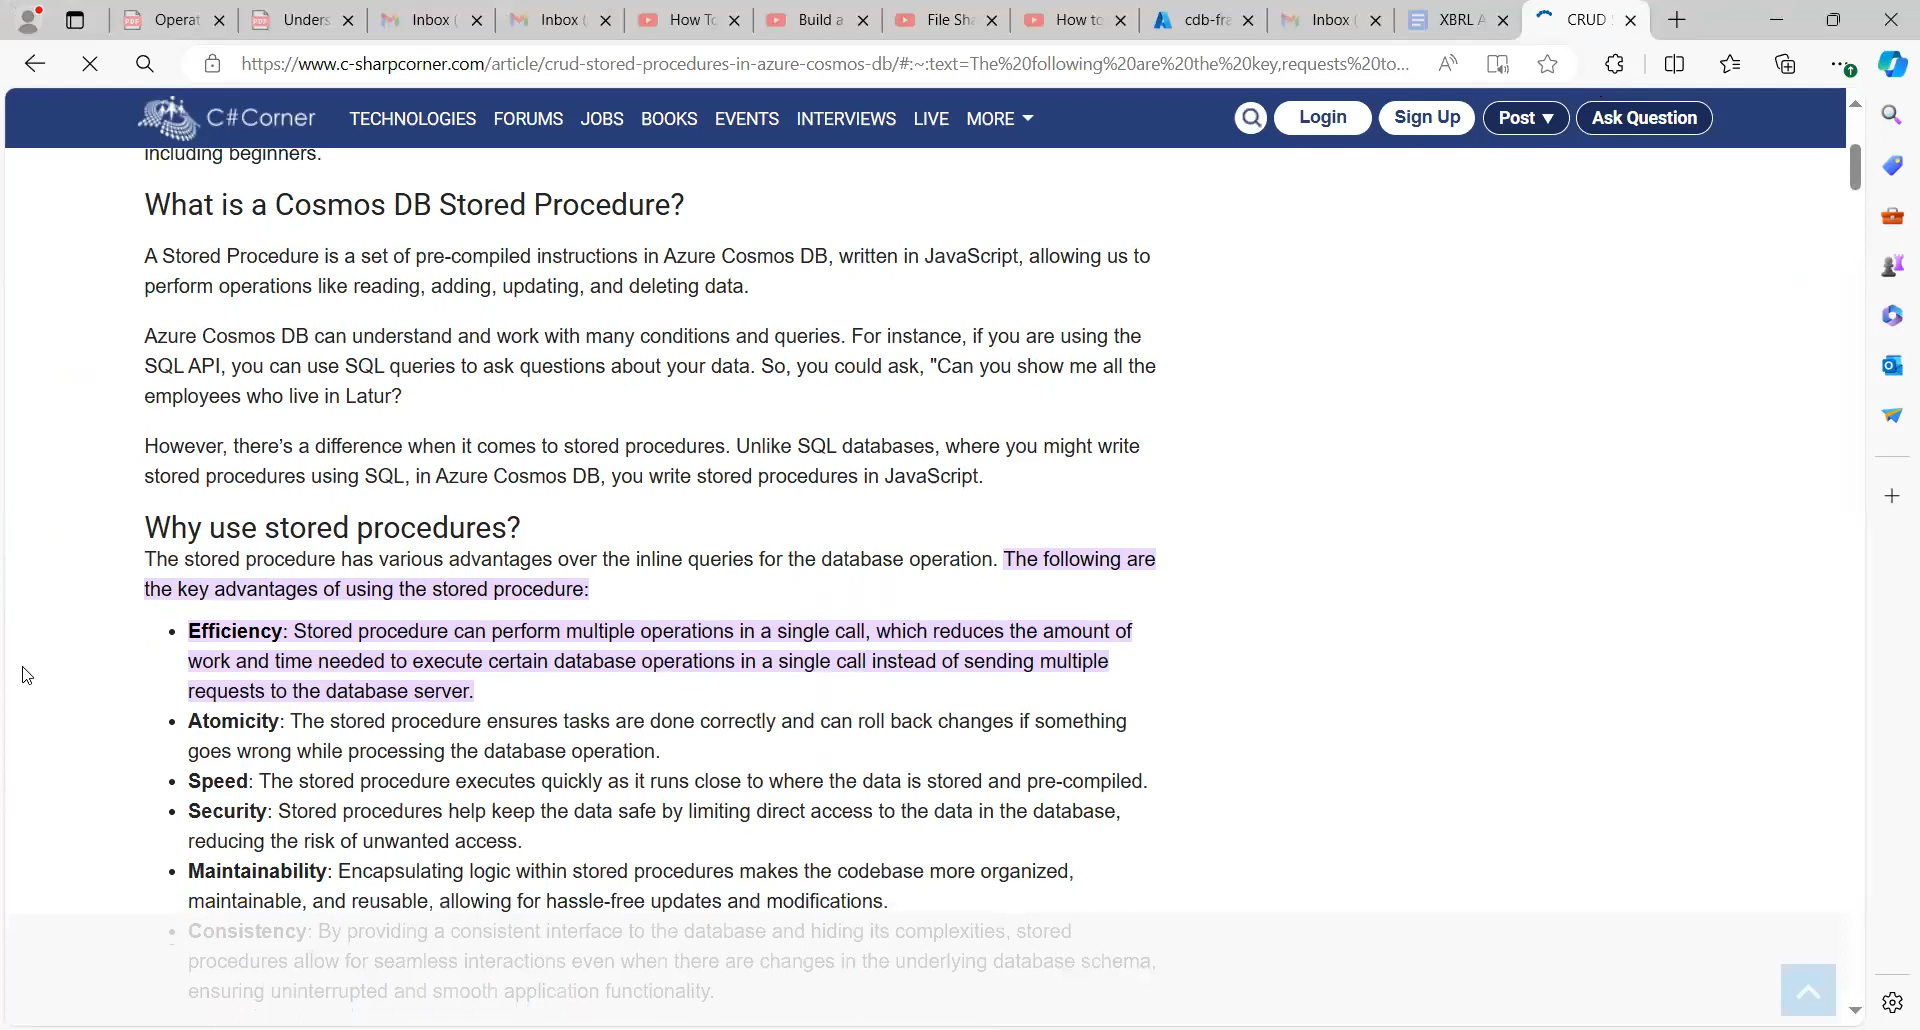 Operat
Unders
Inbox (
Inbox (
How To
Build a
File Sha
How to
cdb-fra
Inbox (
XBRL A
CRUD
https://www.c-sharpcorner.com/article/crud-stored-procedures-in-azure-cosmos-db/#:~:text=The%20following%20are%20the%20key,requests%20to...
C#Corner TECHNOLOGIES FORUMS JOBS BOOKS EVENTS INTERVIEWS LIVE MORE Login Sign Up Post Ask Question
including beginners.
What is a Cosmos DB Stored Procedure?
A Stored Procedure is a set of pre-compiled instructions in Azure Cosmos DB, written in JavaScript, allowing us to
perform operations like reading, adding, updating, and deleting data.
Azure Cosmos DB can understand and work with many conditions and queries. For instance, if you are using the
SQL API, you can use SQL queries to ask questions about your data. So, you could ask, "Can you show me all the
employees who live in Latur?
However, there's a difference when it comes to stored procedures. Unlike SQL databases, where you might write
stored procedures using SQL, in Azure Cosmos DB, you write stored procedures in JavaScript.
Why use stored procedures?
The stored procedure has various advantages over the inline queries for the database operation. The following are
the key advantages of using the stored procedure:
• Efficiency: Stored procedure can perform multiple operations in a single call, which reduces the amount of
work and time needed to execute certain database operations in a single call instead of sending multiple
requests to the database server.
• Atomicity: The stored procedure ensures tasks are done correctly and can roll back changes if something
goes wrong while processing the database operation.
• Speed: The stored procedure executes quickly as it runs close to where the data is stored and pre-compiled.
• Security: Stored procedures help keep the data safe by limiting direct access to the data in the database,
reducing the risk of unwanted access.
• Maintainability: Encapsulating logic within stored procedures makes the codebase more organized,
maintainable, and reusable, allowing for hassle-free updates and modifications.
• Consistency: By providing a consistent interface to the database and hiding its complexities, stored
procedures allow for seamless interactions even when there are changes in the underlying database schema,
ensuring uninterrupted and smooth application functionality.